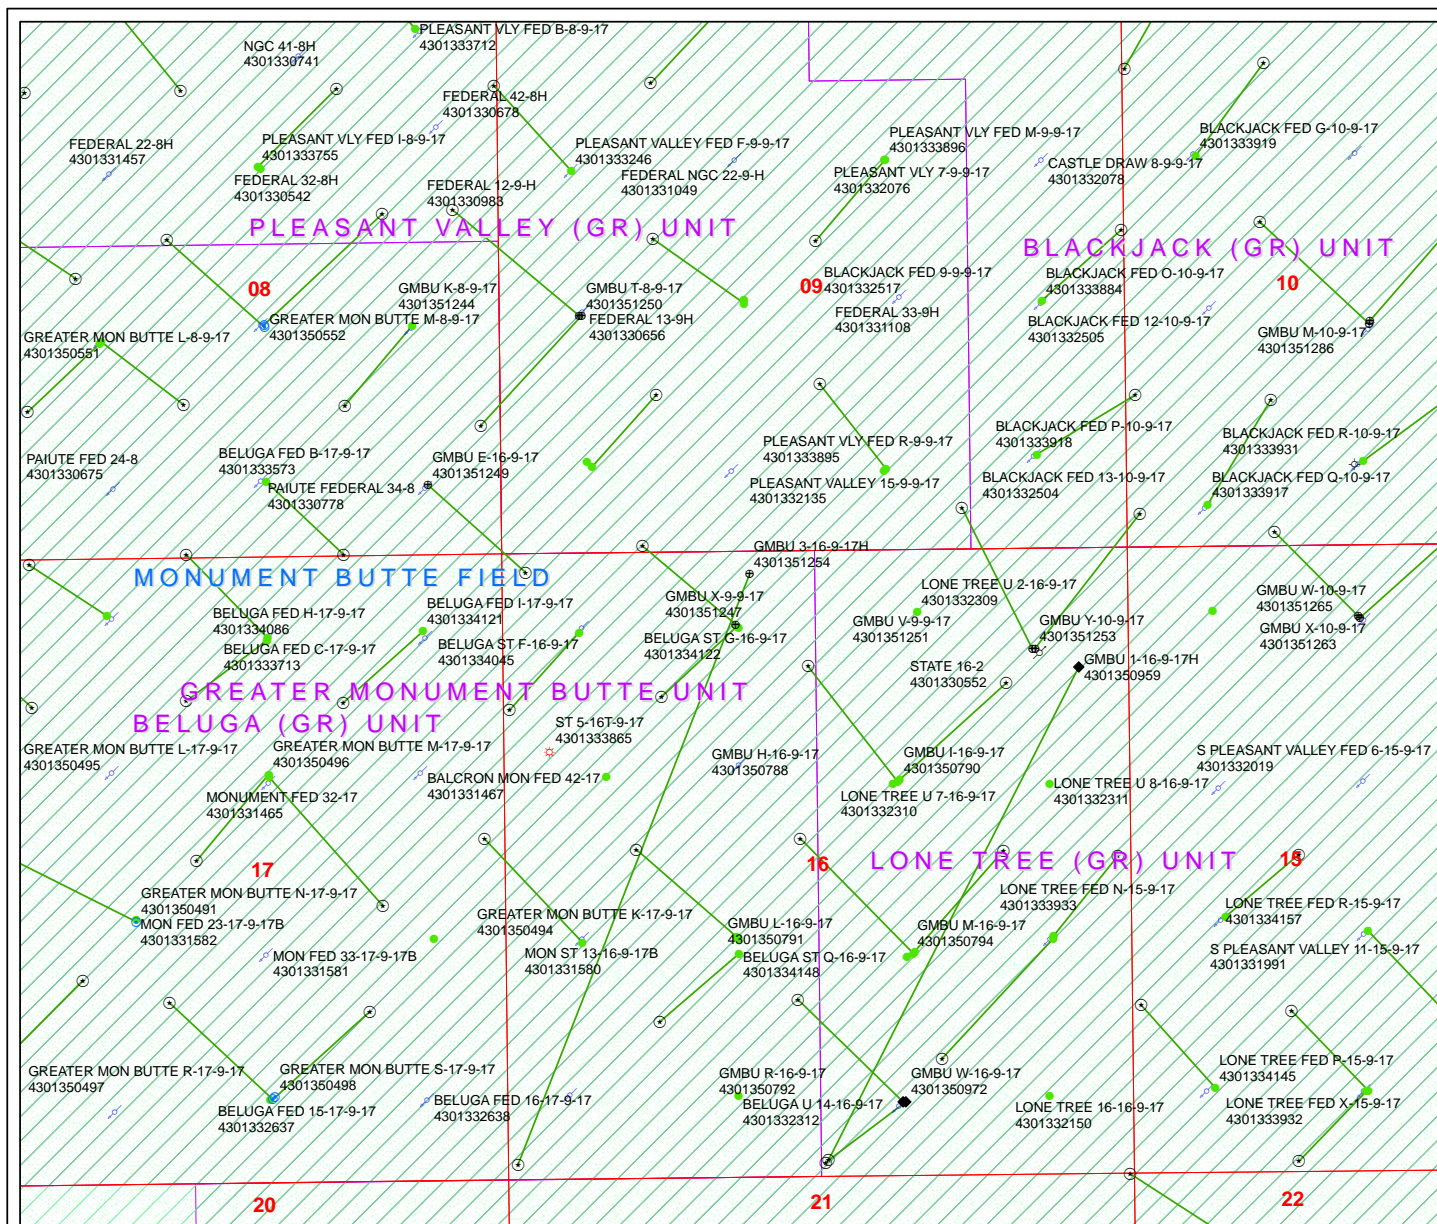 PLEASANT VLY FED B-8-9-17
4301333712
NGC 41-8H
4301330741
FEDERAL 42-8H
4301330678
FEDERAL 22-8H
4301331457
PLEASANT VLY FED I-8-9-17
4301333755
FEDERAL 32-8H
4301330542
PLEASANT VALLEY FED F-9-9-17
4301333246
FEDERAL 12-9-H
4301330983
FEDERAL NGC 22-9-H
4301331049
PLEASANT VLY FED M-9-9-17
4301333896
PLEASANT VLY 7-9-9-17
4301332076
CASTLE DRAW 8-9-9-17
4301332078
BLACKJACK FED G-10-9-17
4301333919
PLEASANT VALLEY (GR) UNIT
BLACKJACK (GR) UNIT
08
09
10
GMBU K-8-9-17
4301351244
GREATER MON BUTTE M-8-9-17
4301350552
GREATER MON BUTTE L-8-9-17
4301350551
GMBU T-8-9-17
4301351250
FEDERAL 13-9H
4301330656
BLACKJACK FED 9-9-9-17
4301332517
FEDERAL 33-9H
4301331108
BLACKJACK FED O-10-9-17
4301333884
BLACKJACK FED 12-10-9-17
4301332505
GMBU M-10-9-17
4301351286
PAIUTE FED 24-8
4301330675
BELUGA FED B-17-9-17
4301333573
PAIUTE FEDERAL 34-8
4301330778
GMBU E-16-9-17
4301351249
PLEASANT VLY FED R-9-9-17
4301333895
PLEASANT VALLEY 15-9-9-17
4301332135
BLACKJACK FED P-10-9-17
4301333918
BLACKJACK FED 13-10-9-17
4301332504
BLACKJACK FED R-10-9-17
4301333931
BLACKJACK FED Q-10-9-17
4301333917
MONUMENT BUTTE FIELD
GMBU 3-16-9-17H
4301351254
GMBU X-9-9-17
4301351247
BELUGA ST G-16-9-17
4301334122
BELUGA FED H-17-9-17
4301334086
BELUGA FED C-17-9-17
4301333713
BELUGA FED I-17-9-17
4301334121
BELUGA ST F-16-9-17
4301334045
LONE TREE U 2-16-9-17
4301332309
GMBU V-9-9-17
4301351251
GMBU Y-10-9-17
4301351253
STATE 16-2
4301330552
GMBU 1-16-9-17H
4301350959
GMBU W-10-9-17
4301351265
GMBU X-10-9-17
4301351263
GREATER MONUMENT BUTTE UNIT
BELUGA (GR) UNIT
ST 5-16T-9-17
4301333865
GREATER MON BUTTE L-17-9-17
4301350495
GREATER MON BUTTE M-17-9-17
4301350496
MONUMENT FED 32-17
4301331465
BALCRON MON FED 42-17
4301331467
GMBU H-16-9-17
4301350788
GMBU I-16-9-17
4301350790
LONE TREE U 7-16-9-17
4301332310
LONE TREE U 8-16-9-17
4301332311
S PLEASANT VALLEY FED 6-15-9-17
4301332019
17
16
LONE TREE (GR) UNIT
15
GREATER MON BUTTE N-17-9-17
4301350491
MON FED 23-17-9-17B
4301331582
MON FED 33-17-9-17B
4301331581
GREATER MON BUTTE K-17-9-17
4301350494
MON ST 13-16-9-17B
4301331580
GMBU L-16-9-17
4301350791
BELUGA ST Q-16-9-17
4301334148
GMBU M-16-9-17
4301350794
LONE TREE FED N-15-9-17
4301333933
LONE TREE FED R-15-9-17
4301334157
S PLEASANT VALLEY 11-15-9-17
4301331991
GREATER MON BUTTE R-17-9-17
4301350497
GREATER MON BUTTE S-17-9-17
4301350498
BELUGA FED 15-17-9-17
4301332637
BELUGA FED 16-17-9-17
4301332638
GMBU R-16-9-17
4301350792
BELUGA U 14-16-9-17
4301332312
GMBU W-16-9-17
4301350972
LONE TREE 16-16-9-17
4301332150
LONE TREE FED P-15-9-17
4301334145
LONE TREE FED X-15-9-17
4301333932
20
21
22